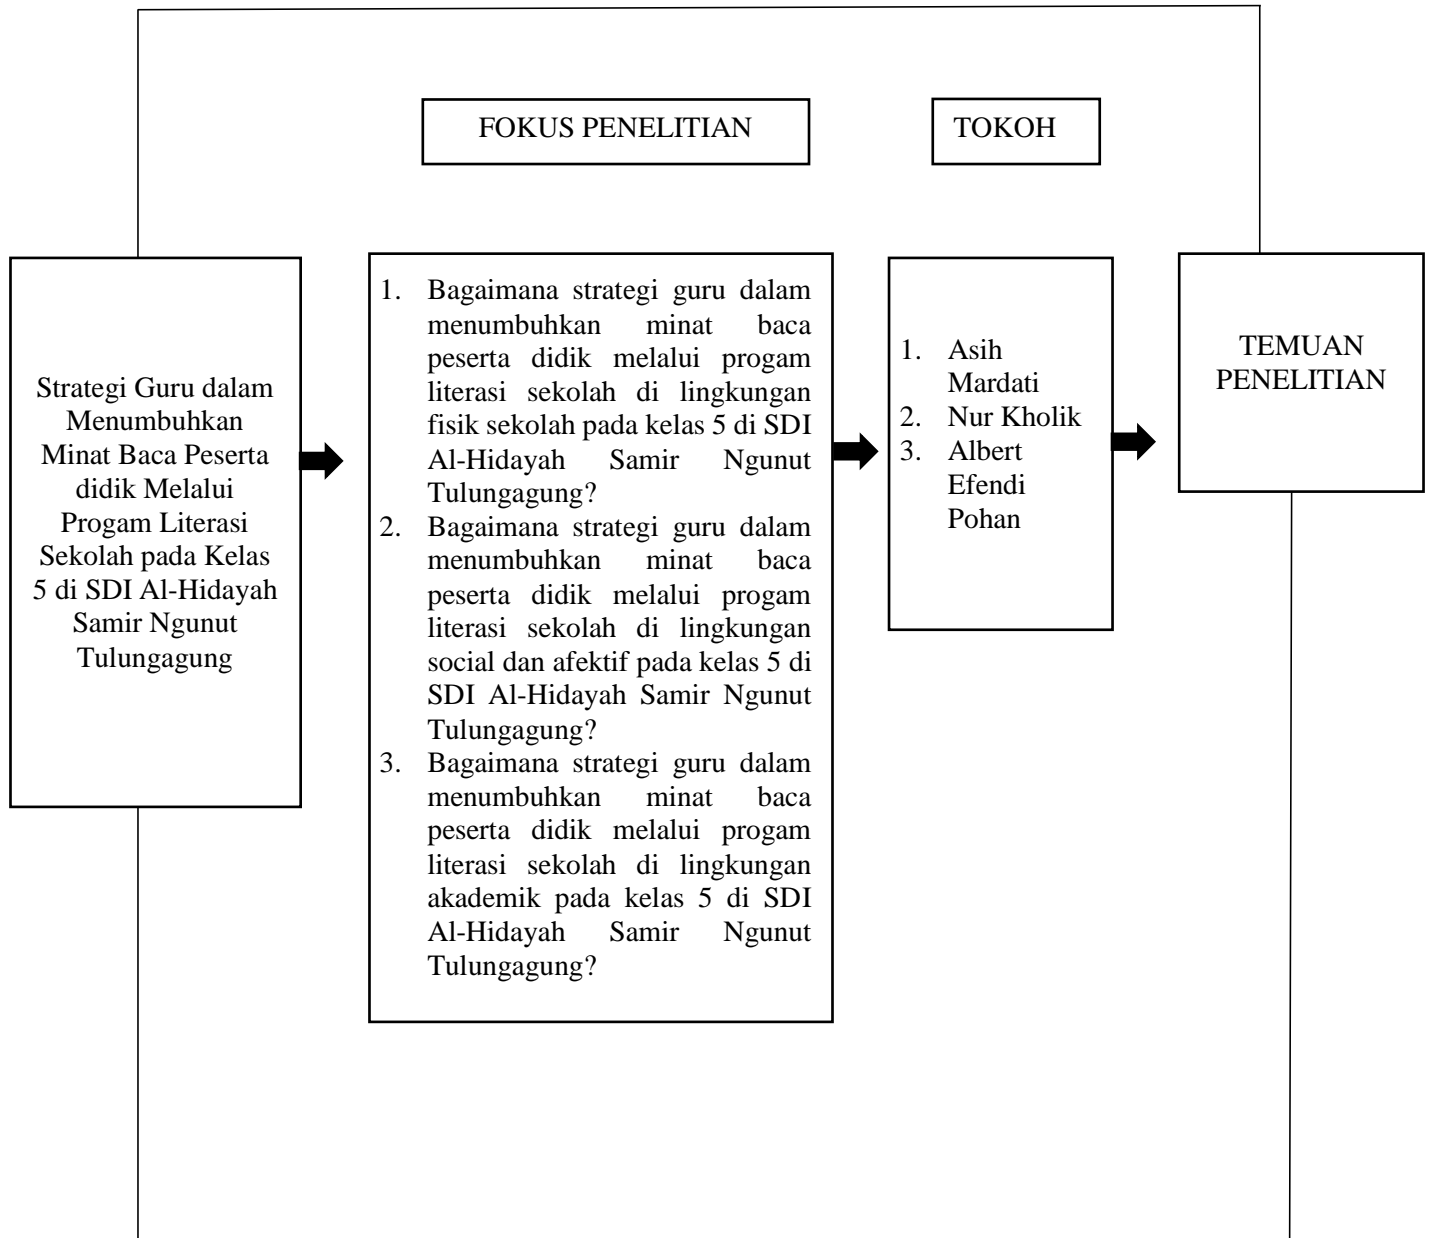 FOKUS PENELITIAN
TOKOH
Strategi Guru dalam
Menumbuhkan
Minat Baca Peserta
didik Melalui
Progam Literasi
Sekolah pada Kelas
5 di SDI Al-Hidayah
Samir Ngunut
Tulungagung
1. Bagaimana strategi guru dalam
menumbuhkan minat baca
peserta didik melalui progam
literasi sekolah di lingkungan
fisik sekolah pada kelas 5 di SDI
Al-Hidayah Samir Ngunut
Tulungagung?
2. Bagaimana strategi guru dalam
menumbuhkan minat baca
peserta didik melalui progam
literasi sekolah di lingkungan
social dan afektif pada kelas 5 di
SDI Al-Hidayah Samir Ngunut
Tulungagung?
3. Bagaimana strategi guru dalam
menumbuhkan minat baca
peserta didik melalui progam
literasi sekolah di lingkungan
akademik pada kelas 5 di SDI
Al-Hidayah Samir Ngunut
Tulungagung?
1. Asih
Mardati
2. Nur Kholik
3. Albert
Efendi
Pohan
TEMUAN
PENELITIAN